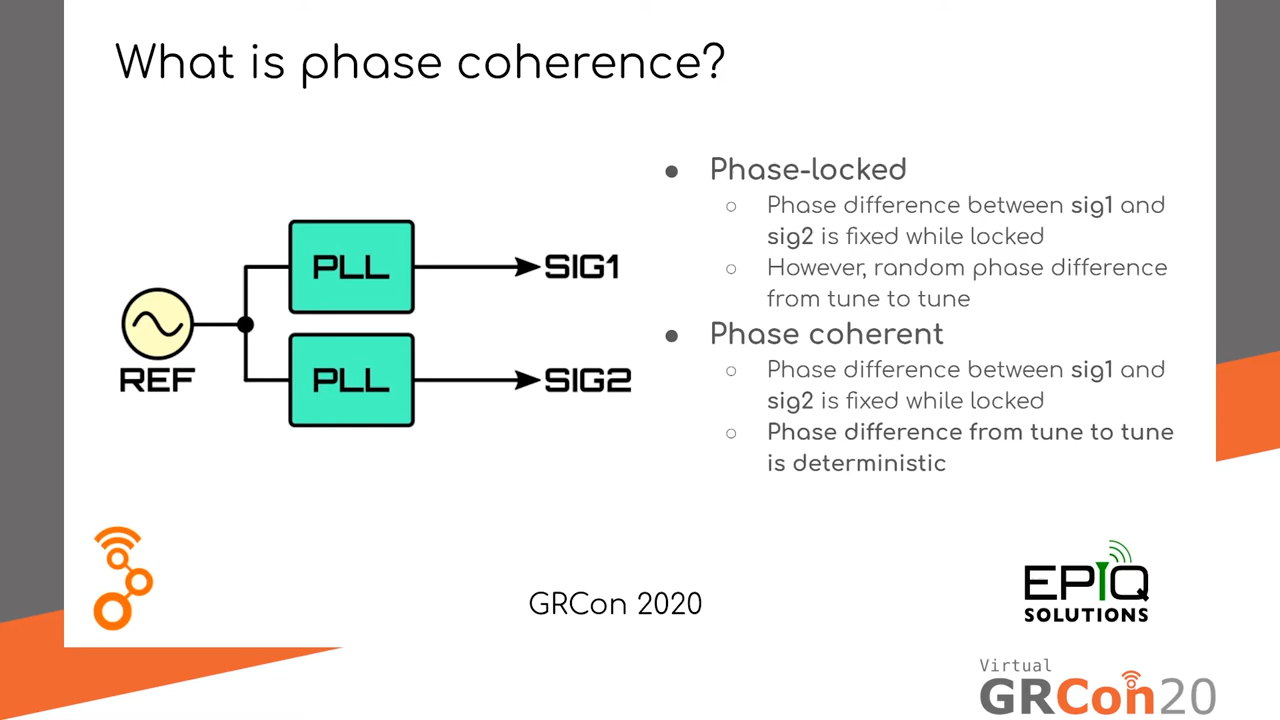 What is phase coherence?
PLL
SIG1
REF
PLL
SIG2
● Phase-locked
○ Phase difference between sig1 and
sig2 is fixed while locked
○ However, random phase difference
from tune to tune
● Phase coherent
○ Phase difference between sig1 and
sig2 is fixed while locked
○ Phase difference from tune to tune
is deterministic
GRCon 2020
EPIQ
SOLUTIONS
Virtual
GRCon20